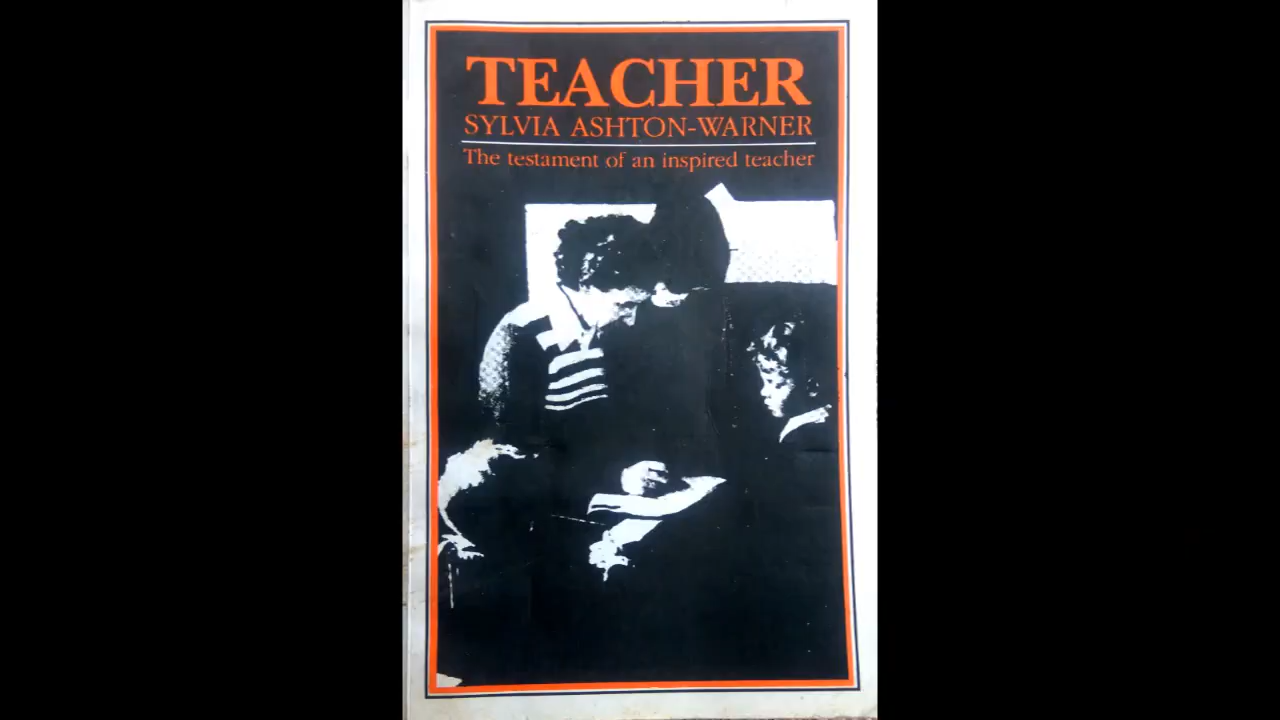 TEACHER
SYLVIA ASHTON-WARNER
The testament of an inspired teacher